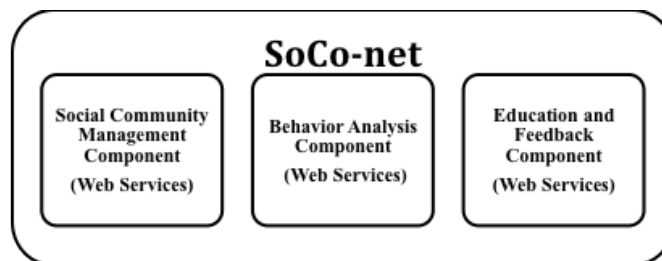 SoCo-net
Social Community
Management
Component
(Web Services)
Behavior Analysis
Component
(Web Services)
Education and
Feedback
Component
(Web Services)